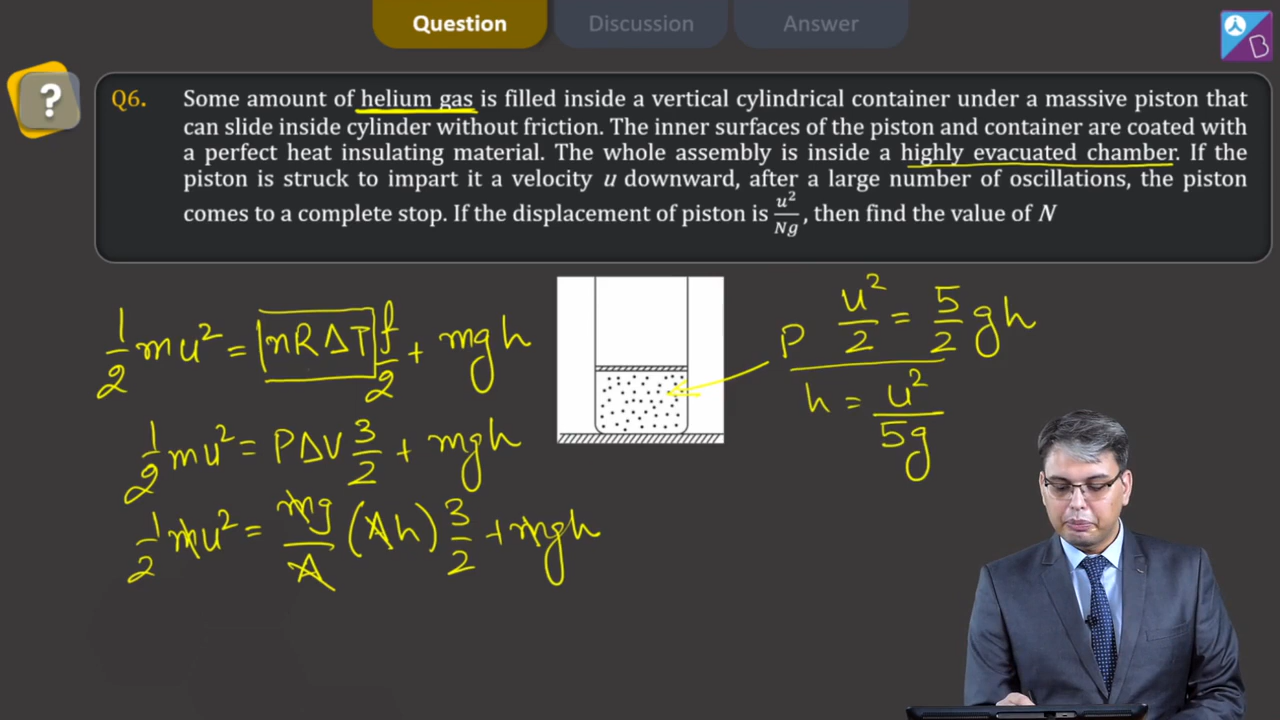 Question
Discussion
Answer
B
?
Q6. Some amount of helium gas is filled inside a vertical cylindrical container under a massive piston that
can slide inside cylinder without friction. The inner surfaces of the piston and container are coated with
a perfect heat insulating material. The whole assembly is inside a highly evacuated chamber. If the
piston is struck to impart it a velocity u downward, after a large number of oscillations, the piston
comes to a complete stop. If the displacement of piston is u²/Ng, then find the value of N
1/2 mu² = nRΔT f/2 + mgh
1/2 mu² = PΔV 3/2 + mgh
1/2 mu² = mg/A (Ah) 3/2 + mgh
P
u²/2 = 5/2 gh
h = u²/5g